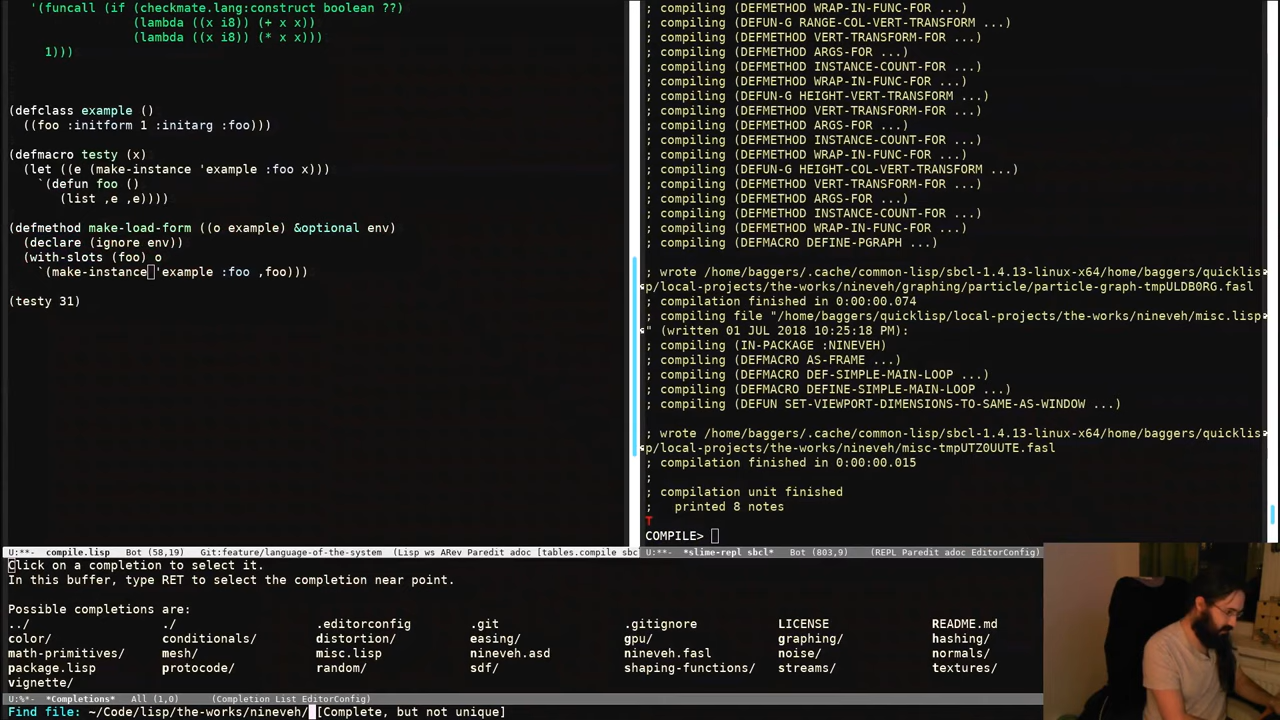 '(funcall (if (checkmate.lang:construct boolean ??)
(lambda ((x i8)) (+ x x))
(lambda ((x i8)) (* x x)))
1)))
(defclass example ()
((foo :initform 1 :initarg :foo)))
(defmacro testy (x)
(let ((e (make-instance 'example :foo x)))
`(defun foo ()
(list ,e ,e))))
(defmethod make-load-form ((o example) &optional env)
(declare (ignore env))
(with-slots (foo) o
`(make-instance 'example :foo ,foo)))
(testy 31)
U:**- compile.lisp Bot (58,19) Git:feature/language-of-the-system (Lisp ws ARev Paredit adoc [tables.compile sbc
; compiling (DEFMETHOD WRAP-IN-FUNC-FOR ...)
; compiling (DEFUN-G RANGE-COL-VERT-TRANSFORM ...)
; compiling (DEFMETHOD VERT-TRANSFORM-FOR ...)
; compiling (DEFMETHOD ARGS-FOR ...)
; compiling (DEFMETHOD INSTANCE-COUNT-FOR ...)
; compiling (DEFMETHOD WRAP-IN-FUNC-FOR ...)
; compiling (DEFUN-G HEIGHT-VERT-TRANSFORM ...)
; compiling (DEFMETHOD VERT-TRANSFORM-FOR ...)
; compiling (DEFMETHOD ARGS-FOR ...)
; compiling (DEFMETHOD INSTANCE-COUNT-FOR ...)
; compiling (DEFMETHOD WRAP-IN-FUNC-FOR ...)
; compiling (DEFUN-G HEIGHT-COL-VERT-TRANSFORM ...)
; compiling (DEFMETHOD VERT-TRANSFORM-FOR ...)
; compiling (DEFMETHOD ARGS-FOR ...)
; compiling (DEFMETHOD INSTANCE-COUNT-FOR ...)
; compiling (DEFMETHOD WRAP-IN-FUNC-FOR ...)
; compiling (DEFMACRO DEFINE-PGRAPH ...)
; wrote /home/baggers/.cache/common-lisp/sbcl-1.4.13-linux-x64/home/baggers/quicklis
p/local-projects/the-works/nineveh/graphing/particle/particle-graph-tmpULDB0RG.fasl
; compilation finished in 0:00:00.074
; compiling file "/home/baggers/quicklisp/local-projects/the-works/nineveh/misc.lisp
" (written 01 JUL 2018 10:25:18 PM):
; compiling (IN-PACKAGE :NINEVEH)
; compiling (DEFMACRO AS-FRAME ...)
; compiling (DEFMACRO DEF-SIMPLE-MAIN-LOOP ...)
; compiling (DEFMACRO DEFINE-SIMPLE-MAIN-LOOP ...)
; compiling (DEFUN SET-VIEWPORT-DIMENSIONS-TO-SAME-AS-WINDOW ...)
; wrote /home/baggers/.cache/common-lisp/sbcl-1.4.13-linux-x64/home/baggers/quicklis
p/local-projects/the-works/nineveh/misc-tmpUTZ0UUTE.fasl
; compilation finished in 0:00:00.015
;
; compilation unit finished
; printed 8 notes
T
COMPILE>
U:**- *slime-repl sbcl* Bot (803,9) (REPL Paredit adoc EditorConfig)
Click on a completion to select it.
In this buffer, type RET to select the completion near point.
Possible completions are:
../ ./ .editorconfig .git .gitignore LICENSE README.md
color/ conditionals/ distortion/ easing/ gpu/ graphing/ hashing/
math-primitives/ mesh/ misc.lisp nineveh.asd nineveh.fasl noise/ normals/
package.lisp protocode/ random/ sdf/ shaping-functions/ streams/ textures/
vignette/
U:%*- *Completions* All (1,0) (Completion List EditorConfig)
Find file: ~/Code/lisp/the-works/nineveh/ [Complete, but not unique]